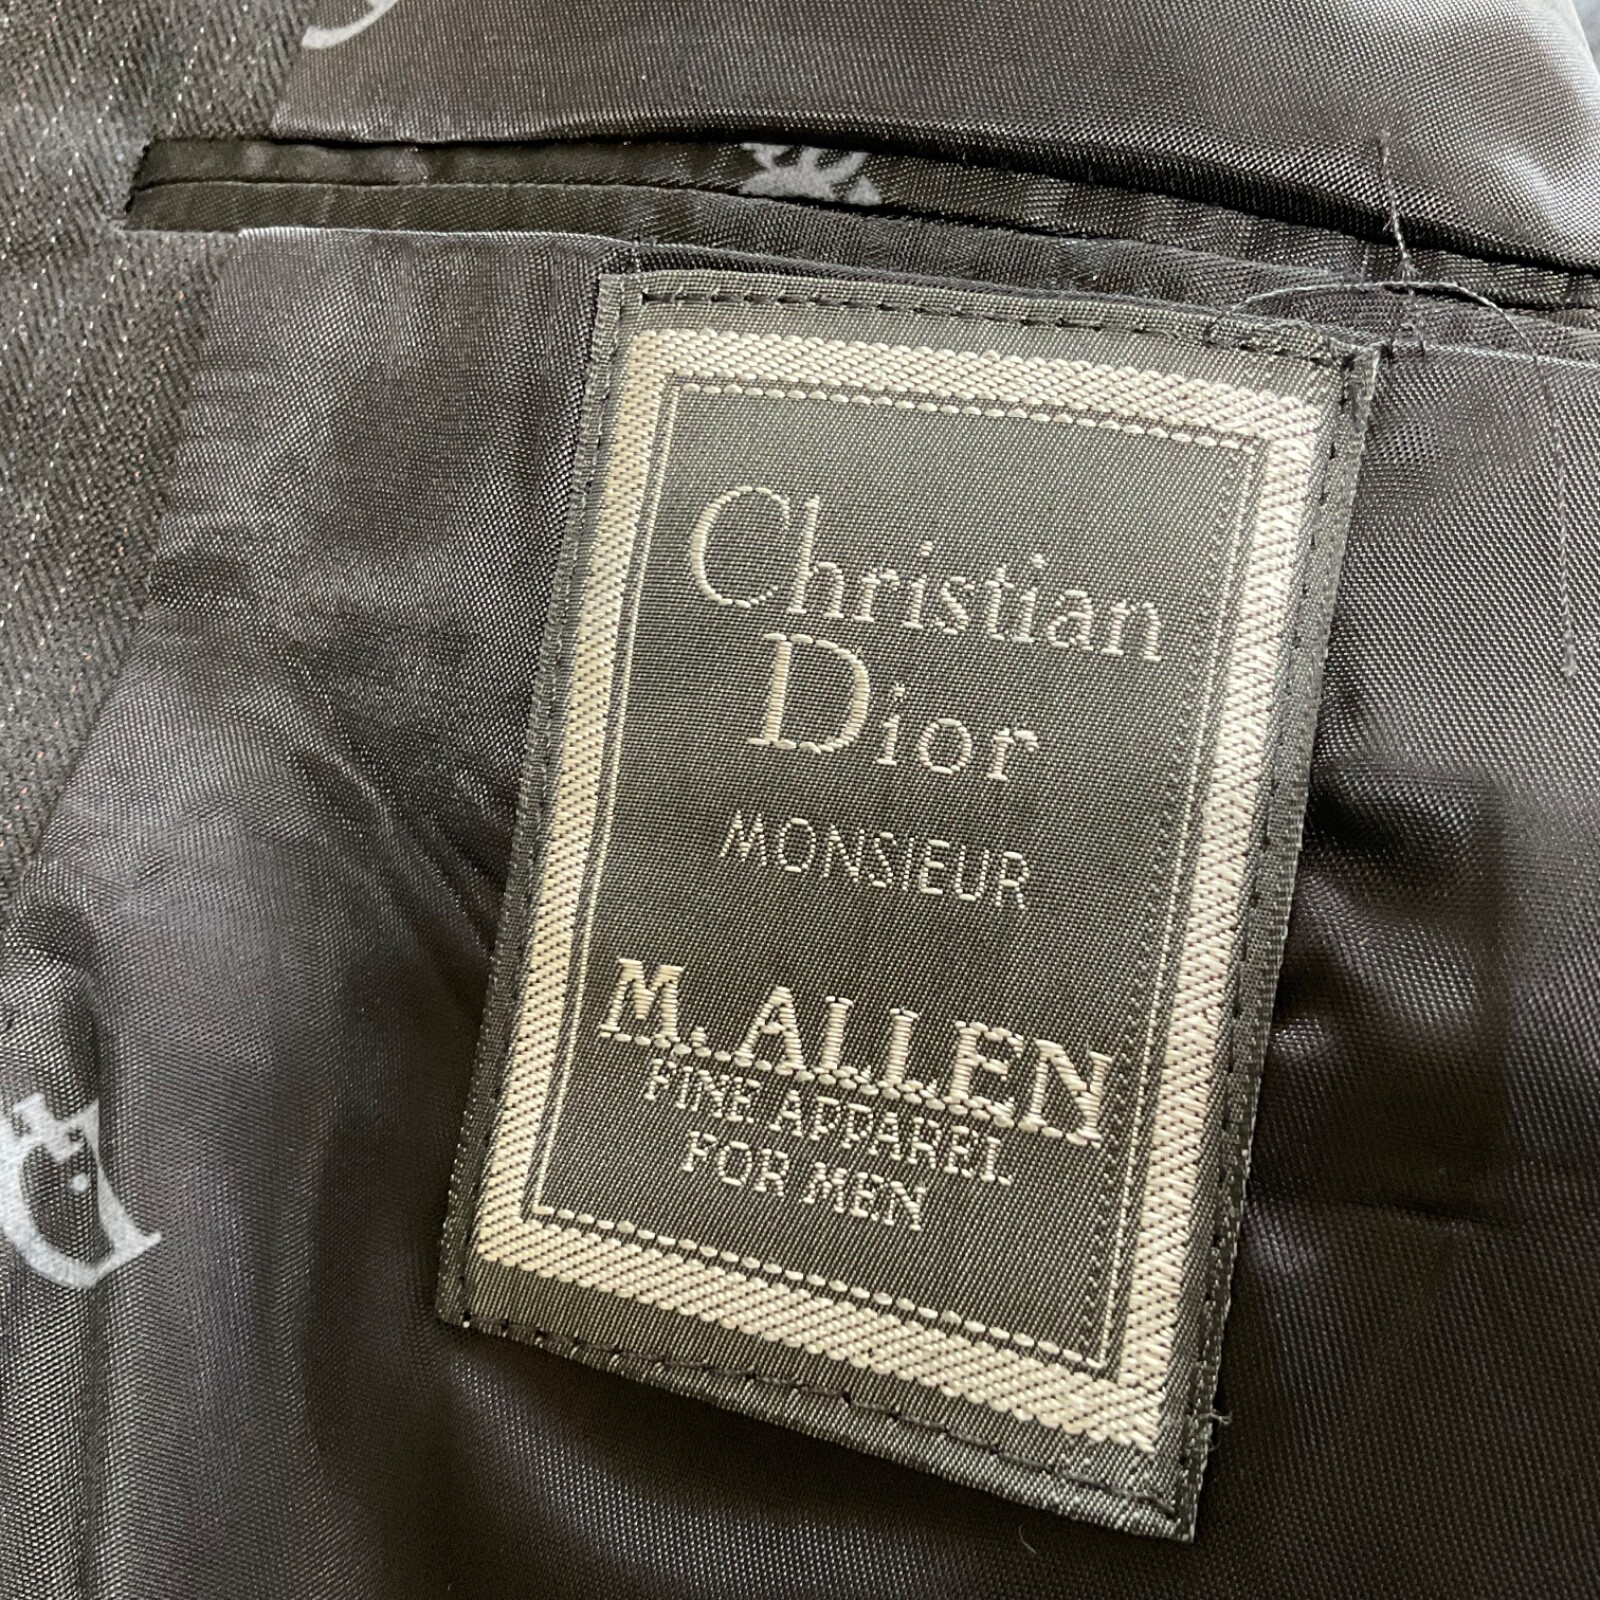 Christian
Dior
MONSIEUR
M. ALLEN
FINE APPAREL
FOR MEN